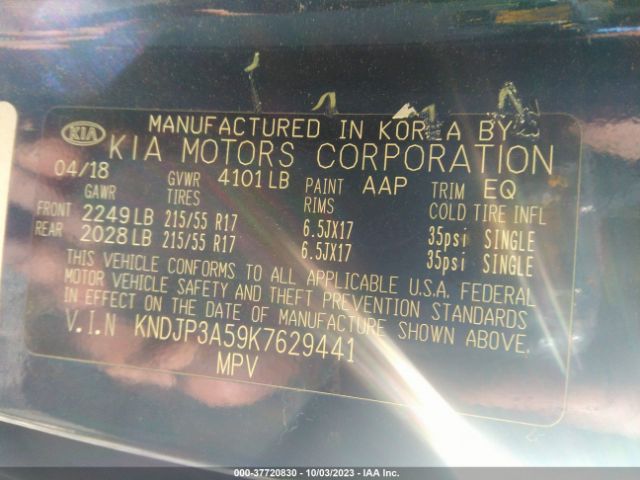 KIA
MANUFACTURED IN KOREA BY
KIA MOTORS CORPORATION
04/18 GVWR 4101LB PAINT AAP TRIM EQ
GAWR TIRES RIMS COLD TIRE INFL
FRONT 2249LB 215/55 R17 6.5JX17 35psi SINGLE
REAR 2028LB 215/55 R17 6.5JX17 35psi SINGLE
THIS VEHICLE CONFORMS TO ALL APPLICABLE U.S.A. FEDERAL
MOTOR VEHICLE SAFETY AND THEFT PREVENTION STANDARDS
IN EFFECT ON THE DATE OF MANUFACTURE SHOWN ABOVE.
V.I.N KNDJP3A59K7629441
MPV
000-37720830 - 10/03/2023 - IAA Inc.